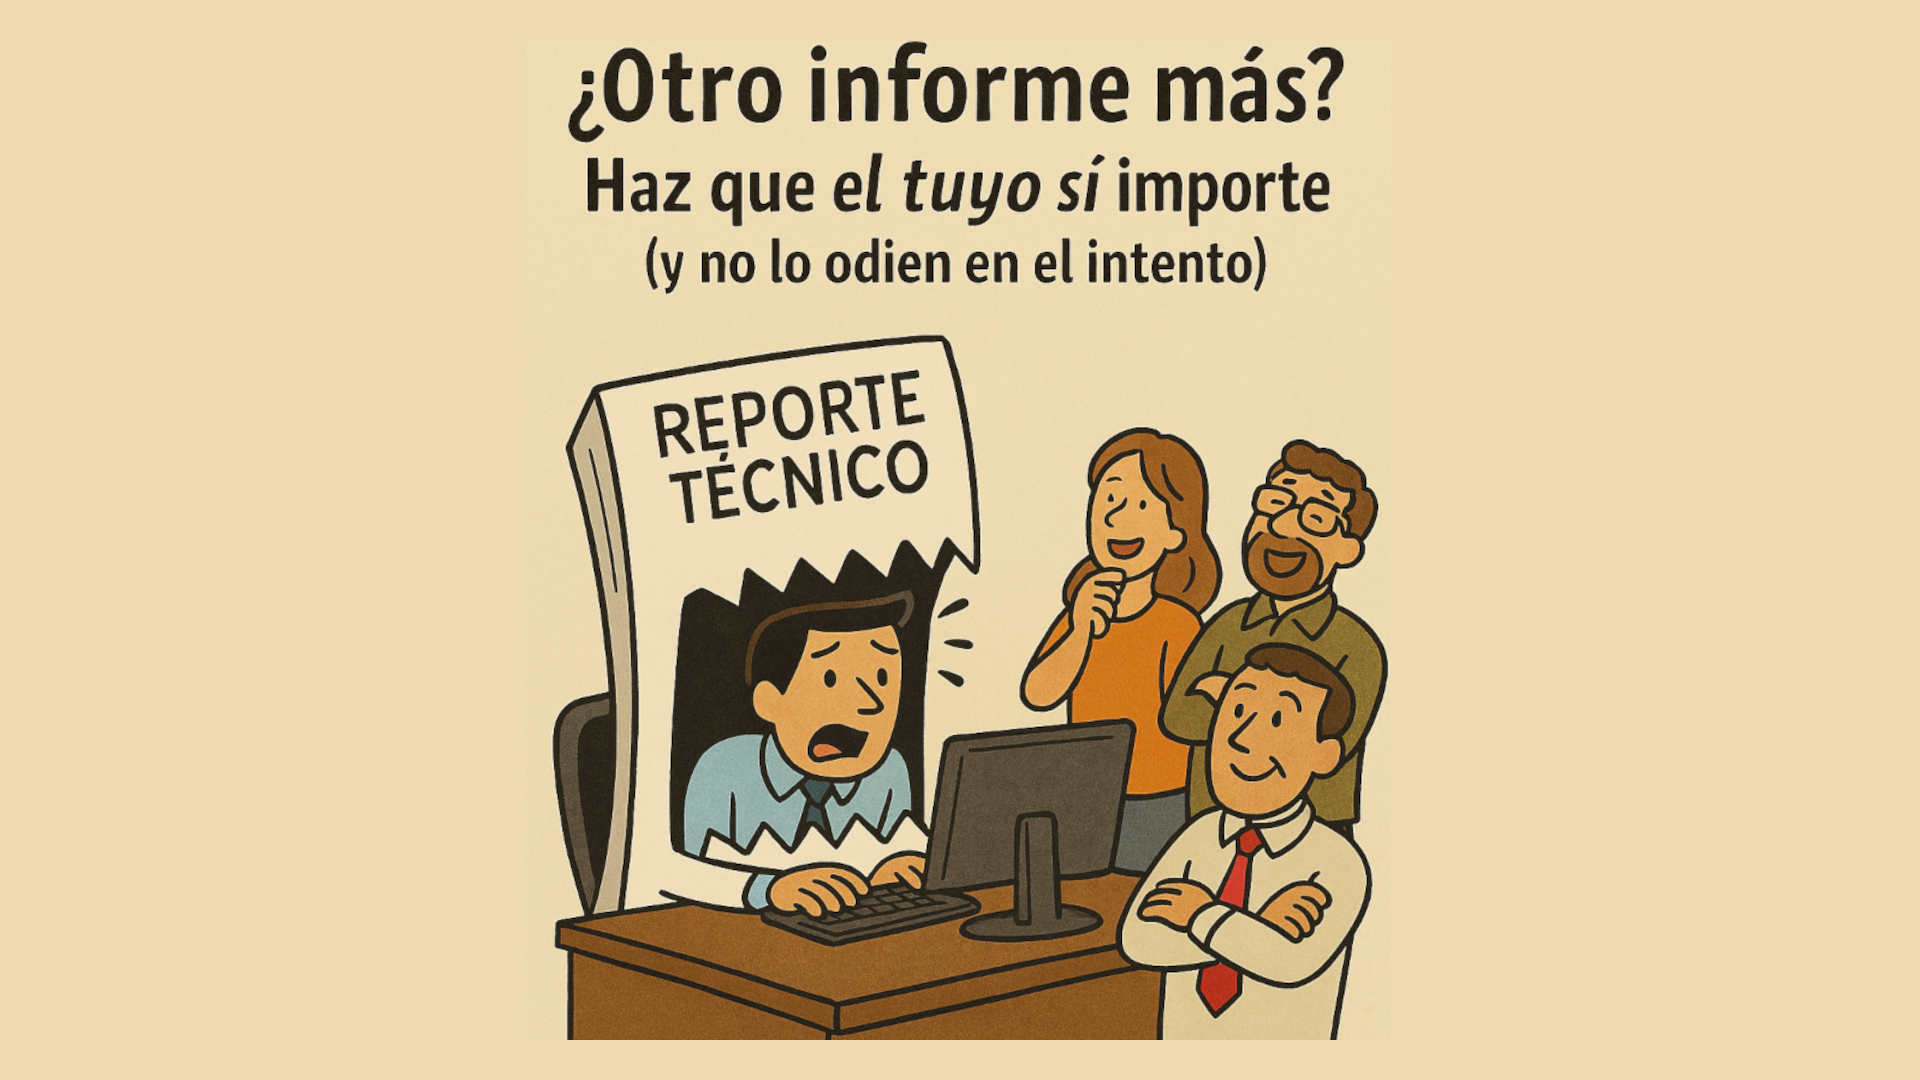 ¿Otro informe más?
Haz que el tuyo sí importe
(y no lo odien en el intento)
REPORTE
TÉCNICO